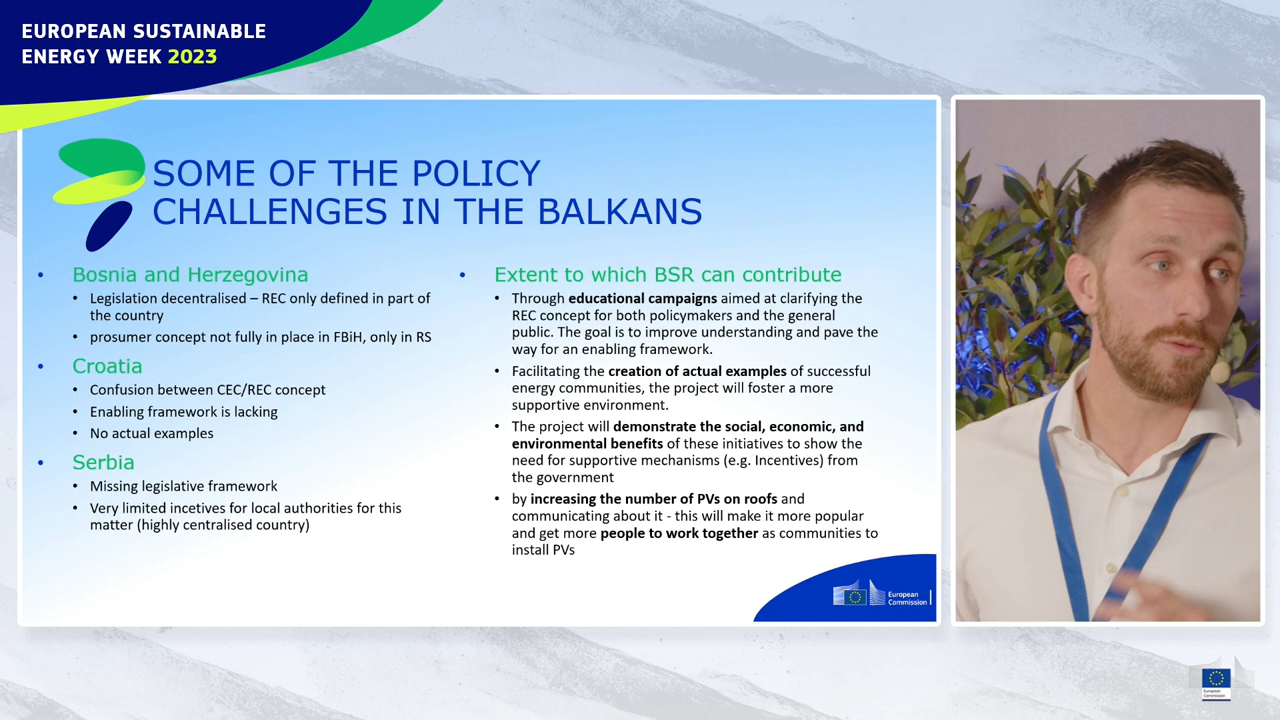 EUROPEAN SUSTAINABLE
ENERGY WEEK 2023
SOME OF THE POLICY
CHALLENGES IN THE BALKANS
• Bosnia and Herzegovina
• Legislation decentralised – REC only defined in part of
the country
• prosumer concept not fully in place in FBiH, only in RS
• Croatia
• Confusion between CEC/REC concept
• Enabling framework is lacking
• No actual examples
• Serbia
• Missing legislative framework
• Very limited incetives for local authorities for this
matter (highly centralised country)
• Extent to which BSR can contribute
• Through educational campaigns aimed at clarifying the
REC concept for both policymakers and the general
public. The goal is to improve understanding and pave the
way for an enabling framework.
• Facilitating the creation of actual examples of successful
energy communities, the project will foster a more
supportive environment.
• The project will demonstrate the social, economic, and
environmental benefits of these initiatives to show the
need for supportive mechanisms (e.g. Incentives) from
the government
• by increasing the number of PVs on roofs and
communicating about it - this will make it more popular
and get more people to work together as communities to
install PVs
European
Commission
European
Commission